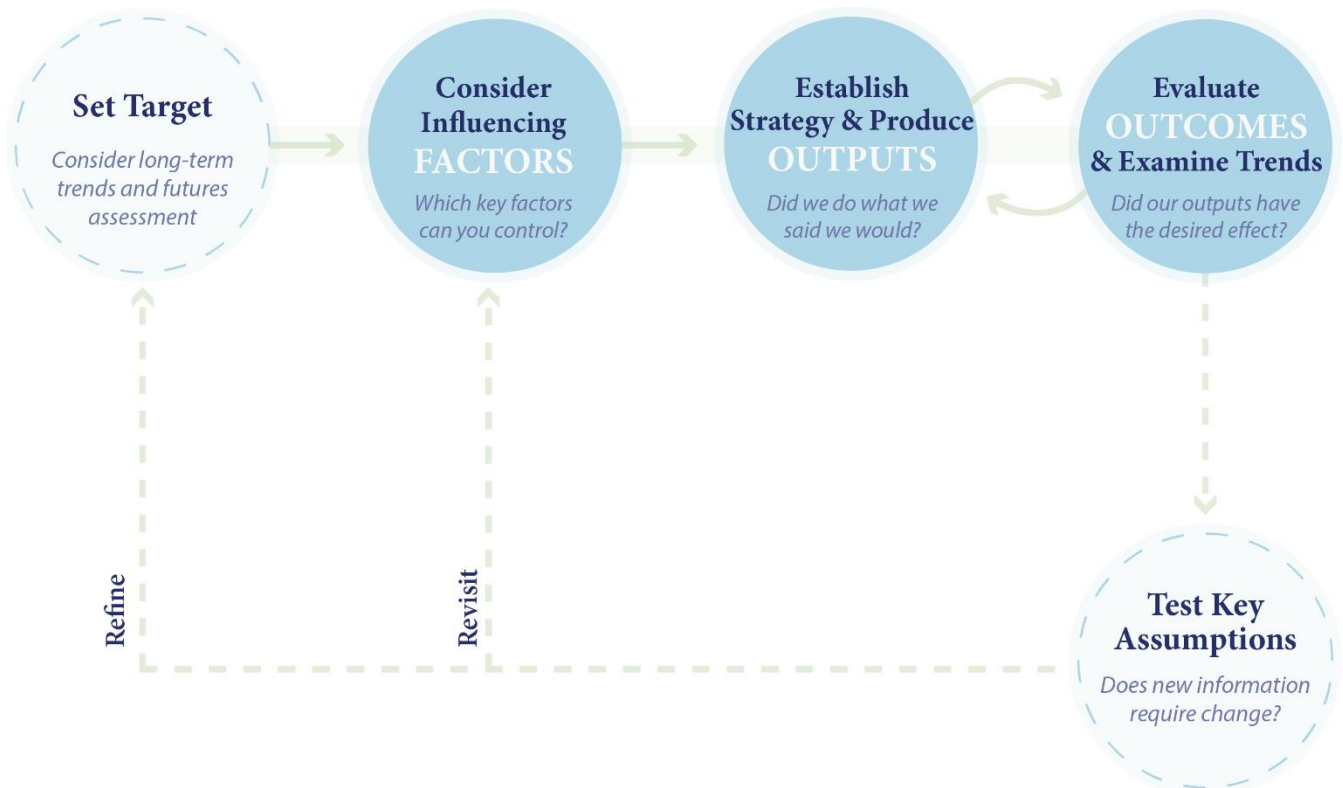 Set Target
Consider long-term
trends and futures
assessment
Consider
Influencing
FACTORS
Which key factors
can you control?
Establish
Strategy & Produce
OUTPUTS
Did we do what we
said we would?
Evaluate
OUTCOMES
& Examine Trends
Did our outputs have
the desired effect?
Refine
Revisit
Test Key
Assumptions
Does new information
require change?